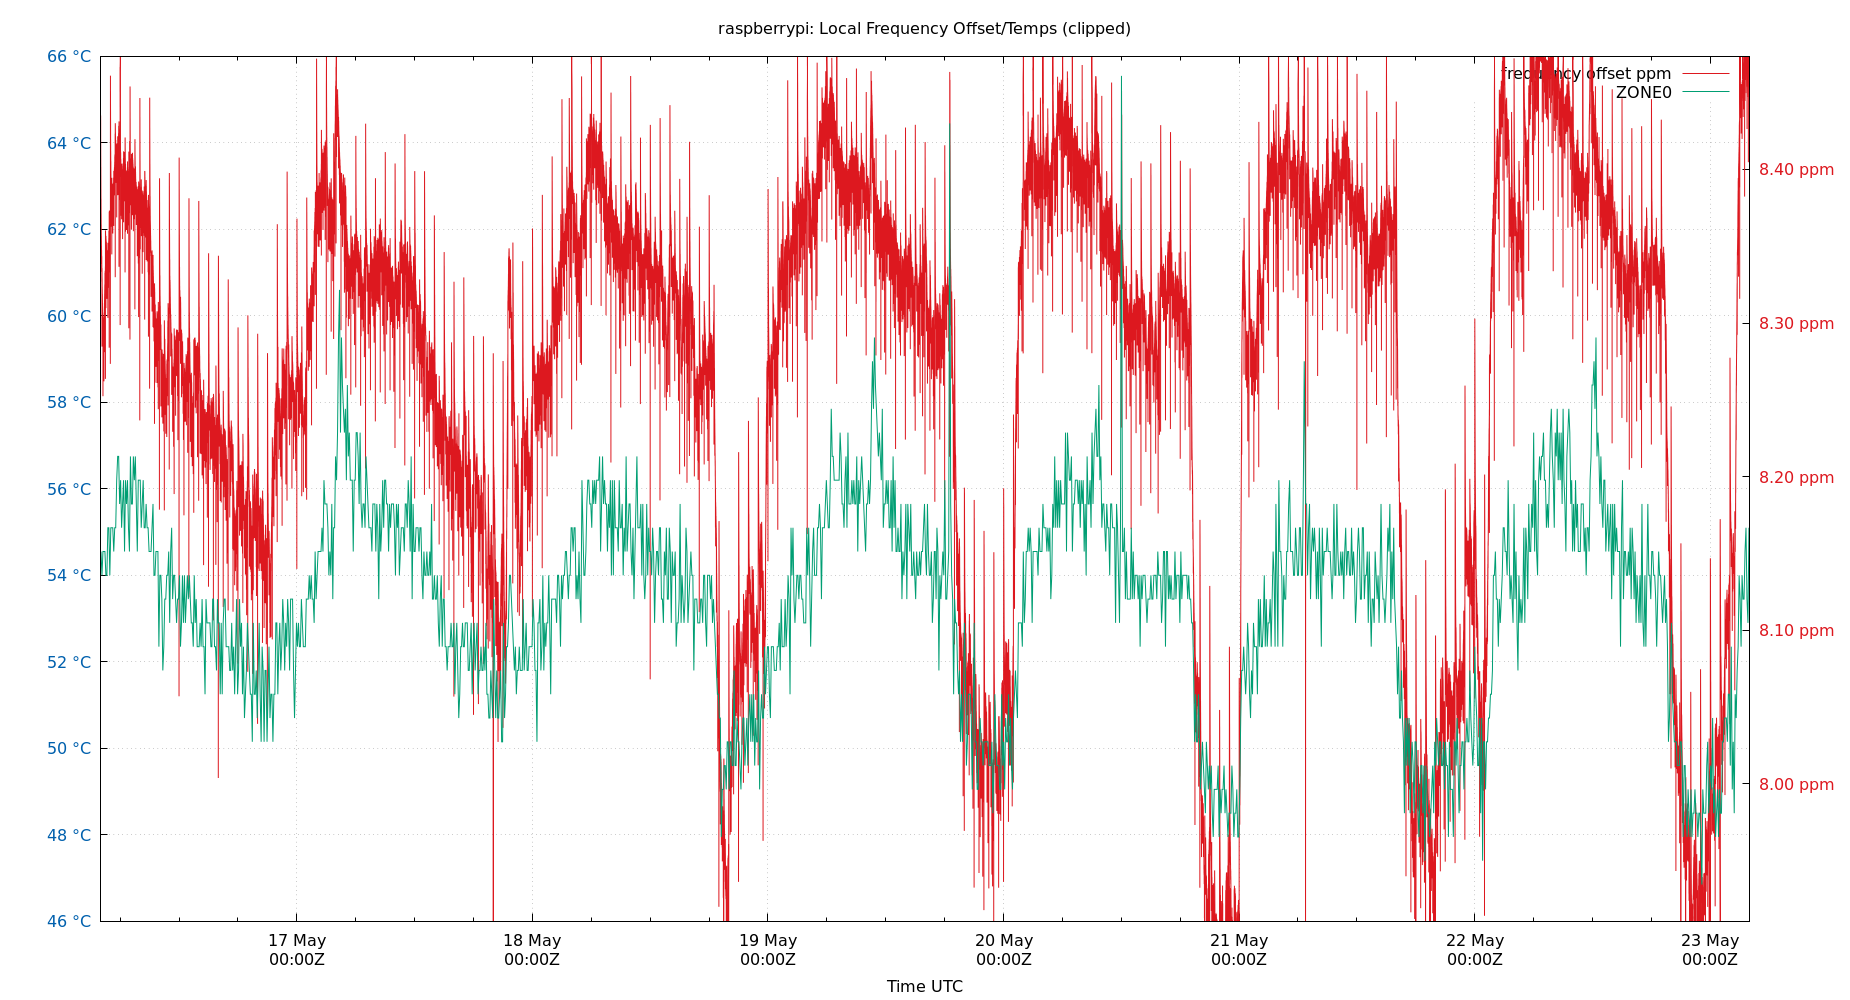 raspberrypi: Local Frequency Offset/Temps (clipped)
66 °C
64 °C
62 °C
60 °C
58 °C
56 °C
54 °C
52 °C
50 °C
48 °C
46 °C
frequency offset ppm
ZONE0
8.40 ppm
8.30 ppm
8.20 ppm
8.10 ppm
8.00 ppm
17 May
00:00Z
18 May
00:00Z
19 May
00:00Z
20 May
00:00Z
21 May
00:00Z
22 May
00:00Z
23 May
00:00Z
Time UTC